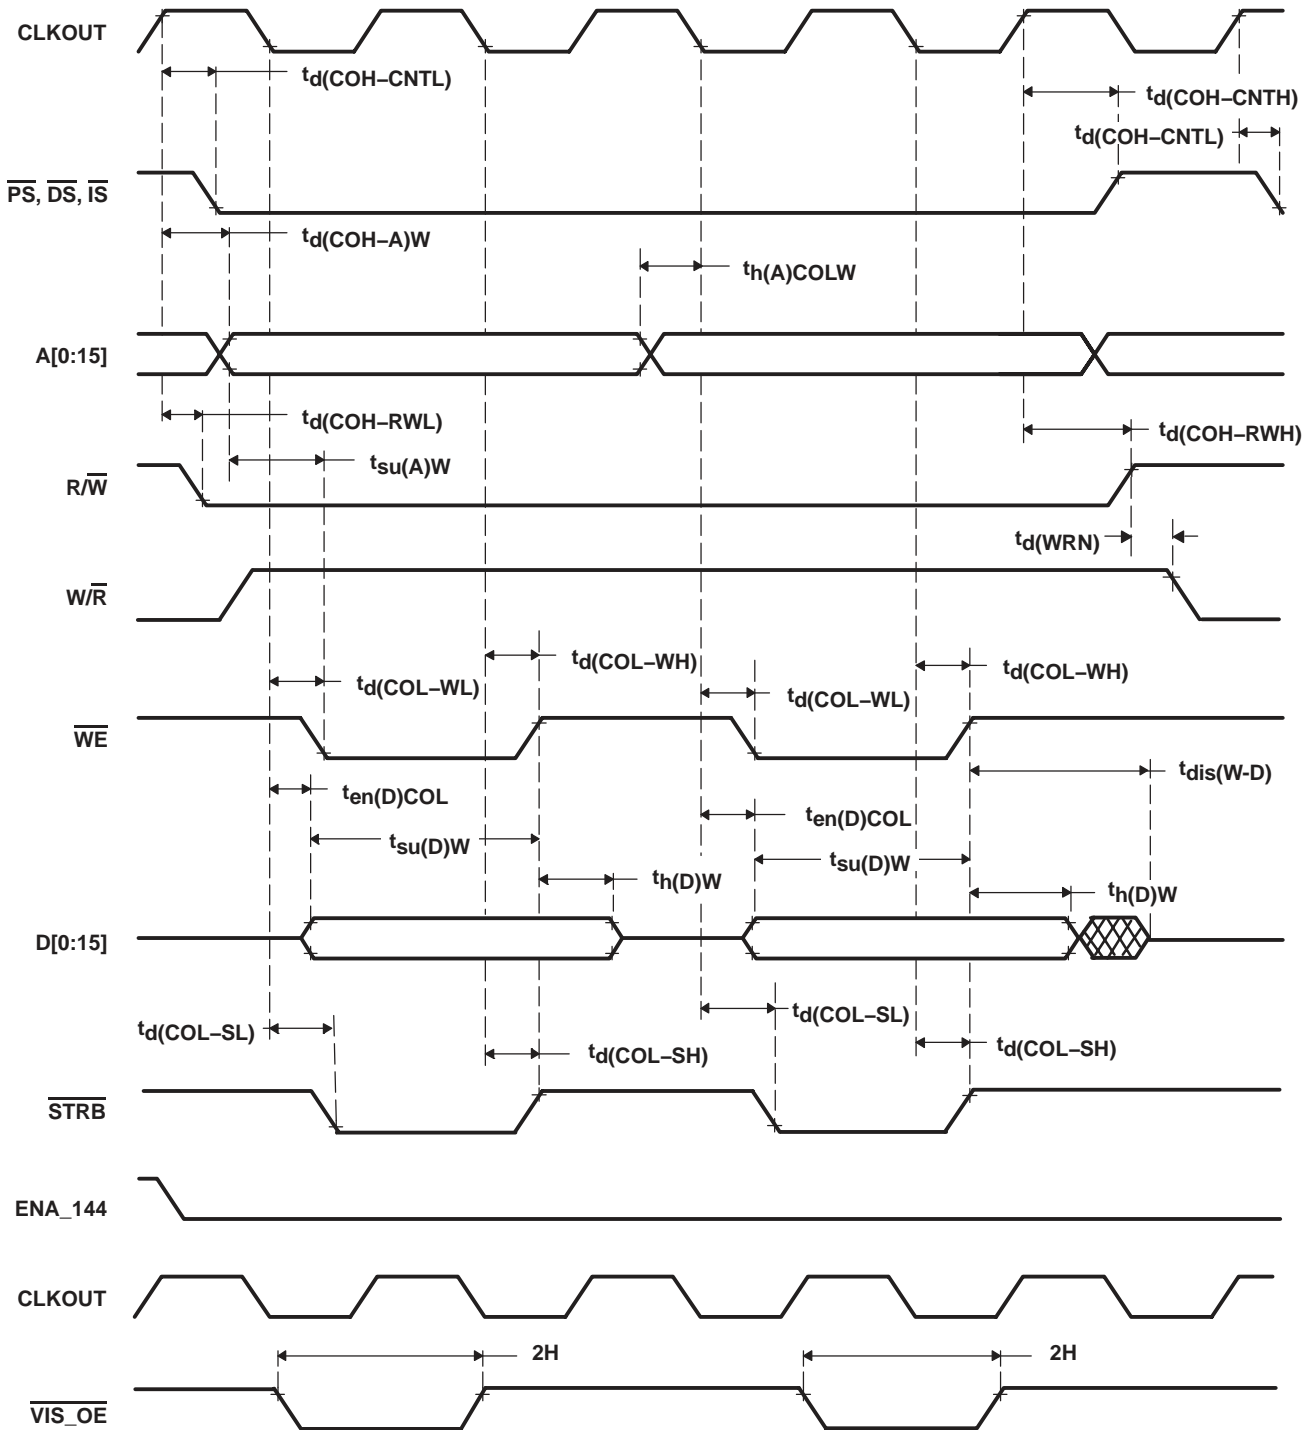 CLKOUT
td(COH–CNTL)
td(COH–CNTH)
td(COH–CNTL)
PS, DS, IS
td(COH–A)W
th(A)COLW
A[0:15]
td(COH–RWL)
td(COH–RWH)
tsu(A)W
R/W
td(WRN)
W/R
td(COL–WH)
td(COL–WH)
td(COL–WL)
td(COL–WL)
WE
tdis(W-D)
ten(D)COL
ten(D)COL
tsu(D)W
tsu(D)W
th(D)W
th(D)W
D[0:15]
td(COL–SL)
td(COL–SL)
td(COL–SH)
td(COL–SH)
STRB
ENA_144
CLKOUT
2H
2H
VIS_OE